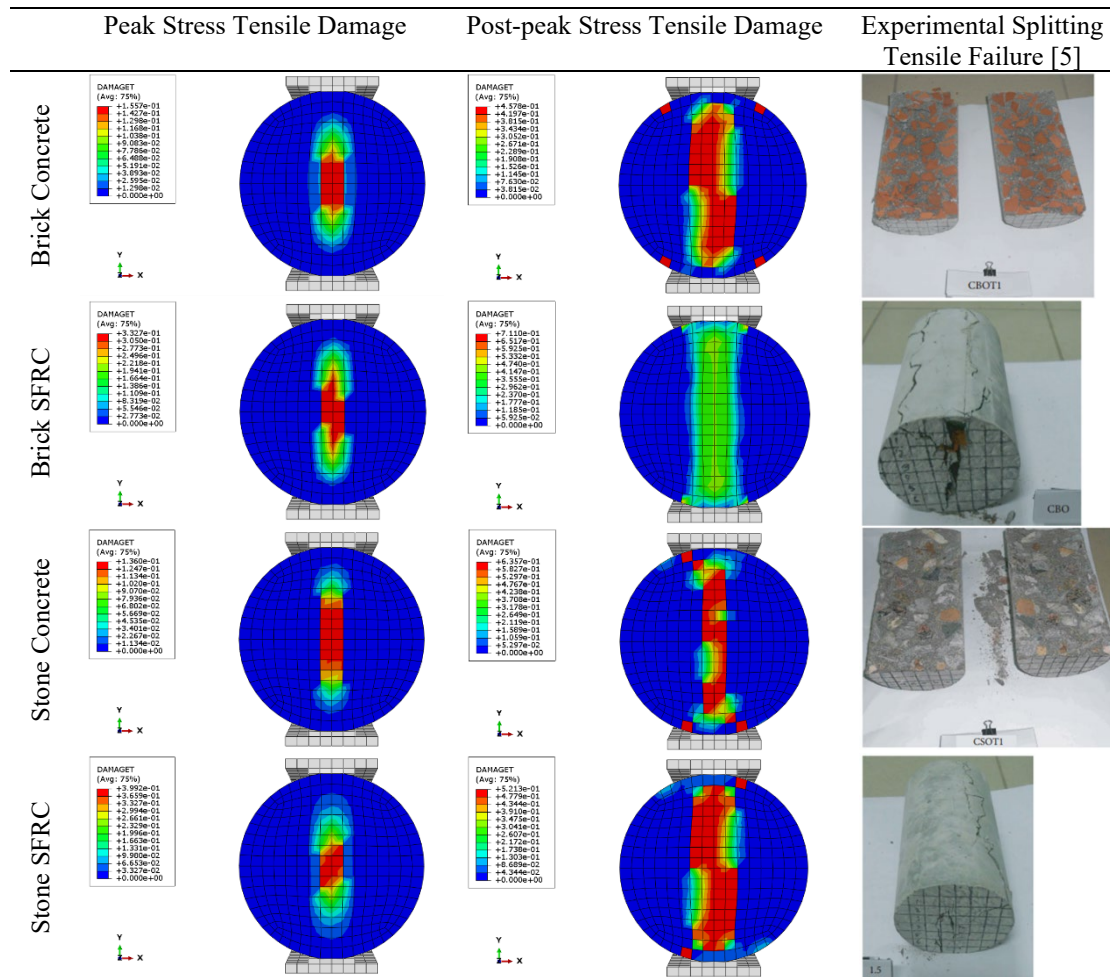 Peak Stress Tensile Damage
Post-peak Stress Tensile Damage
Experimental Splitting
Tensile Failure [5]
Brick Concrete
DAMAGET
(Avg: 75%)
+1.557e-01
+1.427e-01
+1.298e-01
+1.168e-01
+1.038e-01
+9.083e-02
+7.786e-02
+6.488e-02
+5.191e-02
+3.893e-02
+2.595e-02
+1.298e-02
+0.000e+00
Y
Z X
DAMAGET
(Avg: 75%)
+4.578e-01
+4.197e-01
+3.815e-01
+3.434e-01
+3.052e-01
+2.671e-01
+2.289e-01
+1.908e-01
+1.526e-01
+1.145e-01
+7.630e-02
+3.815e-02
+0.000e+00
Y
Z X
CBOT1
Brick SFRC
DAMAGET
(Avg: 75%)
+3.327e-01
+3.050e-01
+2.773e-01
+2.496e-01
+2.218e-01
+1.941e-01
+1.664e-01
+1.386e-01
+1.109e-01
+8.319e-02
+5.546e-02
+2.773e-02
+0.000e+00
Y
Z X
DAMAGET
(Avg: 75%)
+7.110e-01
+6.517e-01
+5.925e-01
+5.332e-01
+4.740e-01
+4.147e-01
+3.555e-01
+2.962e-01
+2.370e-01
+1.777e-01
+1.185e-01
+5.925e-02
+0.000e+00
Y
Z X
CBO
Stone Concrete
DAMAGET
(Avg: 75%)
+1.360e-01
+1.247e-01
+1.134e-01
+1.020e-01
+9.070e-02
+7.936e-02
+6.802e-02
+5.669e-02
+4.535e-02
+3.401e-02
+2.267e-02
+1.134e-02
+0.000e+00
Y
Z X
DAMAGET
(Avg: 75%)
+6.357e-01
+5.827e-01
+5.297e-01
+4.767e-01
+4.238e-01
+3.708e-01
+3.178e-01
+2.649e-01
+2.119e-01
+1.589e-01
+1.059e-01
+5.297e-02
+0.000e+00
Y
Z X
CSOT1
Stone SFRC
DAMAGET
(Avg: 75%)
+3.992e-01
+3.659e-01
+3.327e-01
+2.994e-01
+2.661e-01
+2.329e-01
+1.996e-01
+1.663e-01
+1.331e-01
+9.980e-02
+6.653e-02
+3.327e-02
+0.000e+00
Y
Z X
DAMAGET
(Avg: 75%)
+5.213e-01
+4.779e-01
+4.344e-01
+3.910e-01
+3.475e-01
+3.041e-01
+2.607e-01
+2.172e-01
+1.738e-01
+1.303e-01
+8.689e-02
+4.344e-02
+0.000e+00
Y
Z X
1.5